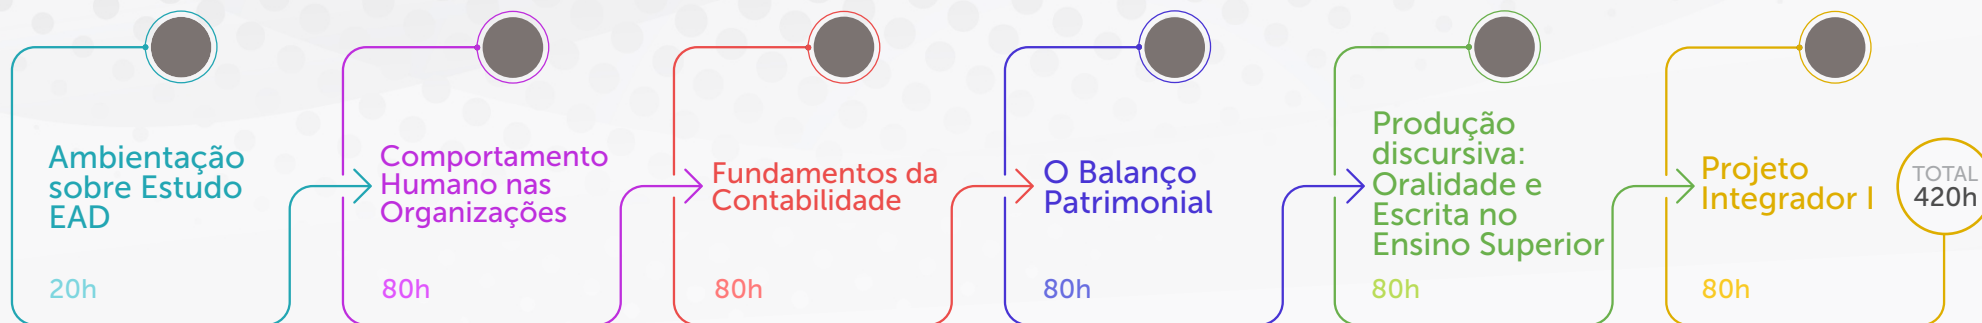 Ambientação
sobre Estudo
EAD
20h
Comportamento
Humano nas
Organizações
80h
Fundamentos da
Contabilidade
80h
O Balanço
Patrimonial
80h
Produção
discursiva:
Oralidade e
Escrita no
Ensino Superior
80h
Projeto
Integrador I
80h
TOTAL
420h